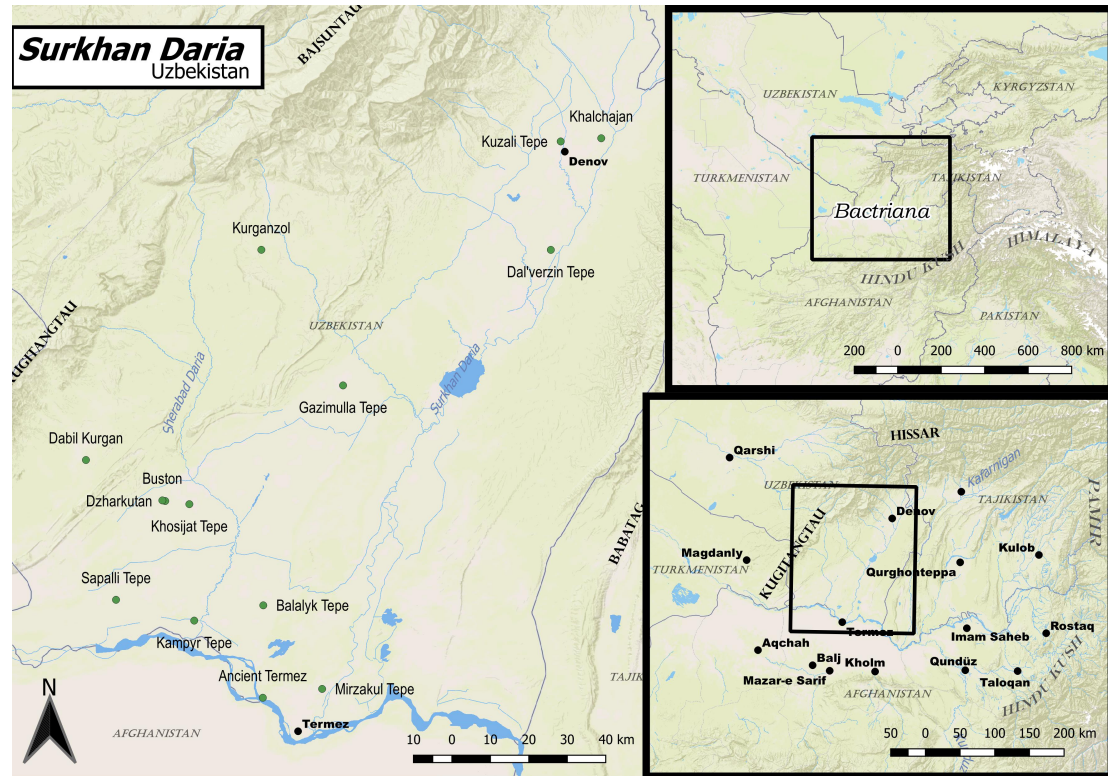 Surkhan Daria
Uzbekistan
BAJSUNTAU
Khalchajan
Kuzali Tepe
Denov
Kurganzol
Dal'verzin Tepe
UZBEKISTAN
KUGITANGTAU
Sherabad Daria
Surkhan Daria
Gazimulla Tepe
Dabil Kurgan
Buston
Dzharkutan
Khosijat Tepe
BABATAG
Sapalli Tepe
Balalyk Tepe
Kampyr Tepe
Ancient Termez
Mirzakul Tepe
TAJIK
N
Termez
AFGHANISTAN
10 0 10 20 30 40 km
UZBEKISTAN
KYRGYZSTAN
TURKMENISTAN
TAJIKISTAN
Bactriana
HIMALAYA
HINDU KUSH
AFGHANISTAN
PAKISTAN
200 0 200 400 600 800 km
HISSAR
Qarshi
Kafarnigan
UZBEKISTAN
TAJIKISTAN
PAMIR
Denov
KUGITANGTAU
Magdanly
Kulob
TURKMENISTAN
Qurghonteppa
Termez
Imam Saheb
Rostaq
Aqchah
Balj
Kholm
Qundüz
Mazar-e Sarif
Taloqan
AFGHANISTAN
HINDU KUSH
50 0 50 100 150 200 km